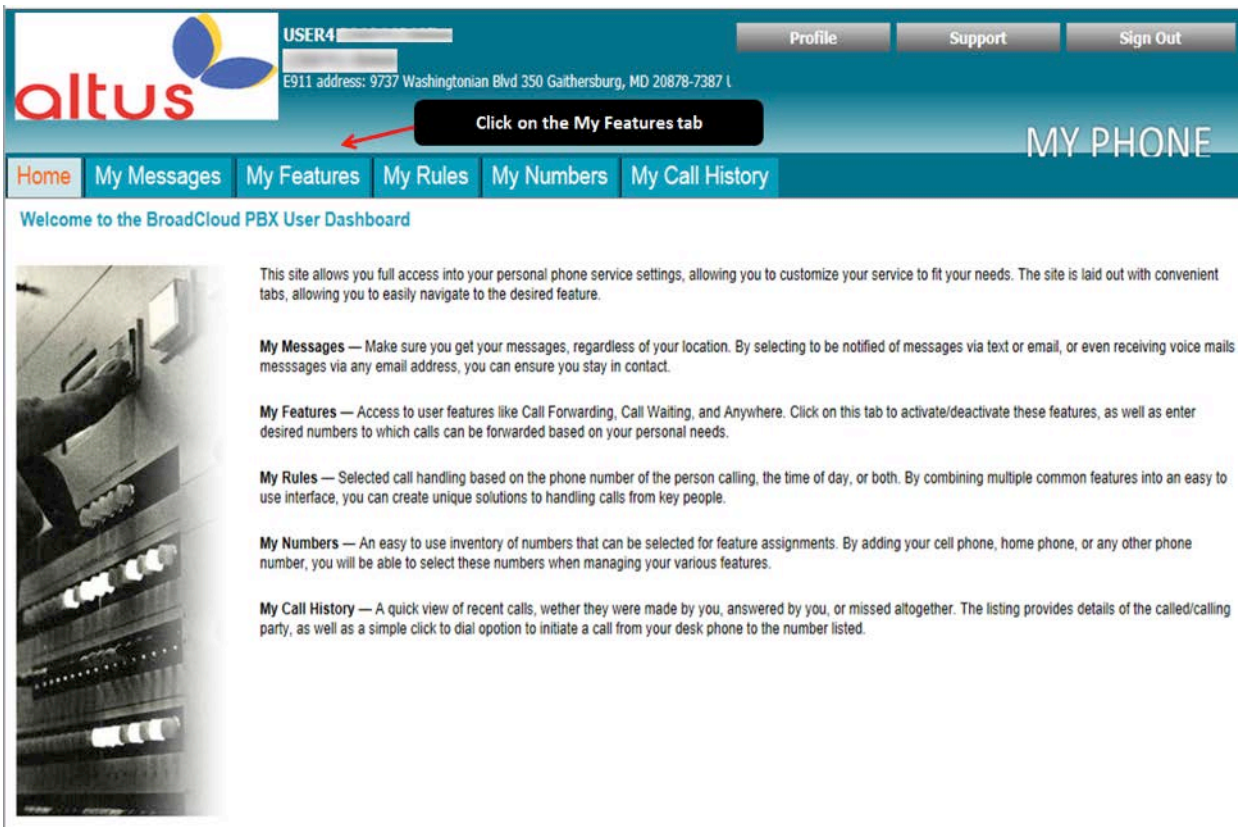 altus
USER4
E911 address: 9737 Washingtonian Blvd 350 Gaithersburg, MD 20878-7387 U
Profile
Support
Sign Out
Click on the My Features tab
MY PHONE
Home
My Messages
My Features
My Rules
My Numbers
My Call History
Welcome to the BroadCloud PBX User Dashboard
This site allows you full access into your personal phone service settings, allowing you to customize your service to fit your needs. The site is laid out with convenient
tabs, allowing you to easily navigate to the desired feature.
My Messages — Make sure you get your messages, regardless of your location. By selecting to be notified of messages via text or email, or even receiving voice mails
messsages via any email address, you can ensure you stay in contact.
My Features — Access to user features like Call Forwarding, Call Waiting, and Anywhere. Click on this tab to activate/deactivate these features, as well as enter
desired numbers to which calls can be forwarded based on your personal needs.
My Rules — Selected call handling based on the phone number of the person calling, the time of day, or both. By combining multiple common features into an easy to
use interface, you can create unique solutions to handling calls from key people.
My Numbers — An easy to use inventory of numbers that can be selected for feature assignments. By adding your cell phone, home phone, or any other phone
number, you will be able to select these numbers when managing your various features.
My Call History — A quick view of recent calls, wether they were made by you, answered by you, or missed altogether. The listing provides details of the called/calling
party, as well as a simple click to dial opotion to initiate a call from your desk phone to the number listed.